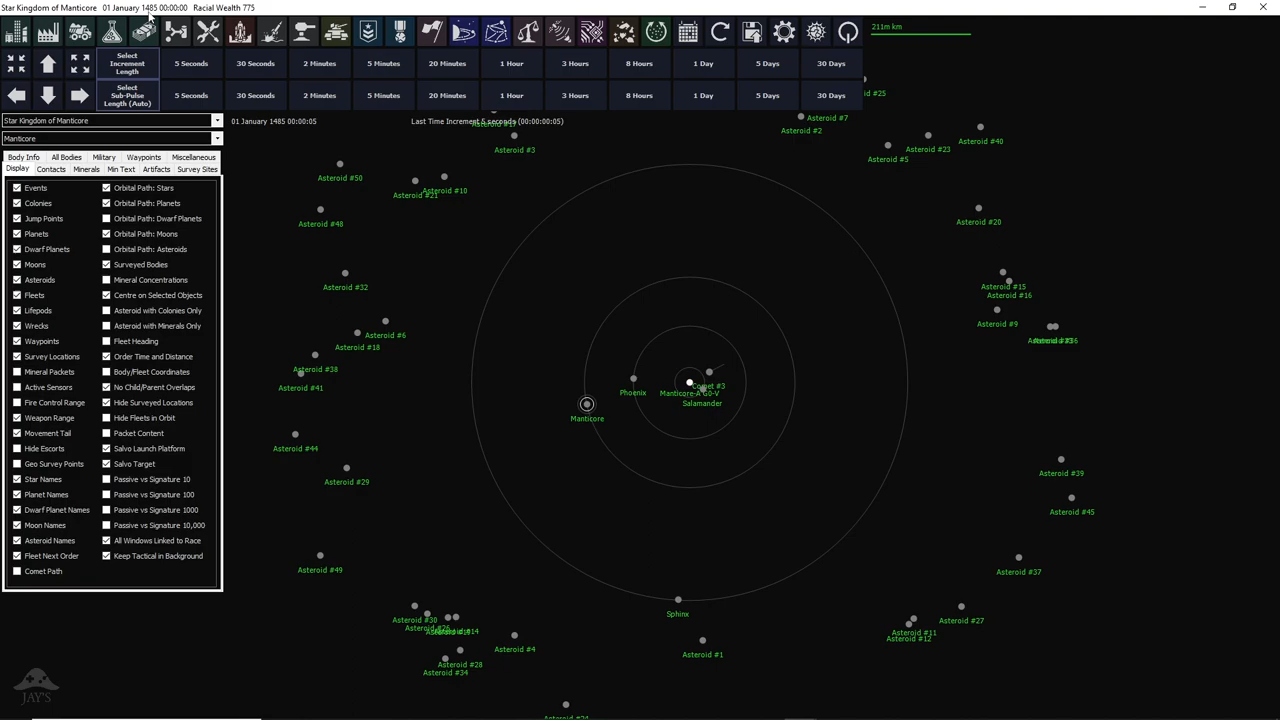 Star Kingdom of Manticore 01 January 1485 00:00:00 Racial Wealth 775
211m km
Select Increment Length
5 Seconds
30 Seconds
2 Minutes
5 Minutes
20 Minutes
1 Hour
3 Hours
8 Hours
1 Day
5 Days
30 Days
Select Sub-Pulse Length (Auto)
5 Seconds
30 Seconds
2 Minutes
5 Minutes
20 Minutes
1 Hour
3 Hours
8 Hours
1 Day
5 Days
30 Days
Star Kingdom of Manticore
01 January 1485 00:00:05
Last Time Increment 5 seconds (00:00:00:05)
Manticore
Body Info All Bodies Military Waypoints Miscellaneous
Display Contacts Minerals Min Text Artifacts Survey Sites
Events Orbital Path: Stars
Colonies Orbital Path: Planets
Jump Points Orbital Path: Dwarf Planets
Planets Orbital Path: Moons
Dwarf Planets Orbital Path: Asteroids
Moons Surveyed Bodies
Asteroids Mineral Concentrations
Fleets Centre on Selected Objects
Lifepods Asteroid with Colonies Only
Wrecks Asteroid with Minerals Only
Waypoints Fleet Heading
Survey Locations Order Time and Distance
Mineral Packets Body/Fleet Coordinates
Active Sensors No Child/Parent Overlaps
Fire Control Range Hide Surveyed Locations
Weapon Range Hide Fleets in Orbit
Movement Tail Packet Content
Hide Escorts Salvo Launch Platform
Geo Survey Points Salvo Target
Star Names Passive vs Signature 10
Planet Names Passive vs Signature 100
Dwarf Planet Names Passive vs Signature 1000
Moon Names Passive vs Signature 10,000
Asteroid Names All Windows Linked to Race
Fleet Next Order Keep Tactical in Background
Comet Path
#25
Asteroid #7
Asteroid #2
Asteroid #40
Asteroid #23
Asteroid #3
Asteroid #5
Asteroid #50
Asteroid #10
Asteroid #21
Asteroid #48
Asteroid #20
Asteroid #32
Asteroid #15
Asteroid #16
Asteroid #9
Asteroid #6
Asteroid #18
Asteroid #38
Asteroid #41
Comet #3
Phoenix
Manticore-A G0-V
Salamander
Manticore
Asteroid #44
Asteroid #39
Asteroid #29
Asteroid #45
Asteroid #49
Asteroid #37
Sphinx
Asteroid #30
Asteroid #27
Asteroid #11
Asteroid #12
Asteroid #4
Asteroid #1
Asteroid #28
Asteroid #34
JAY'S